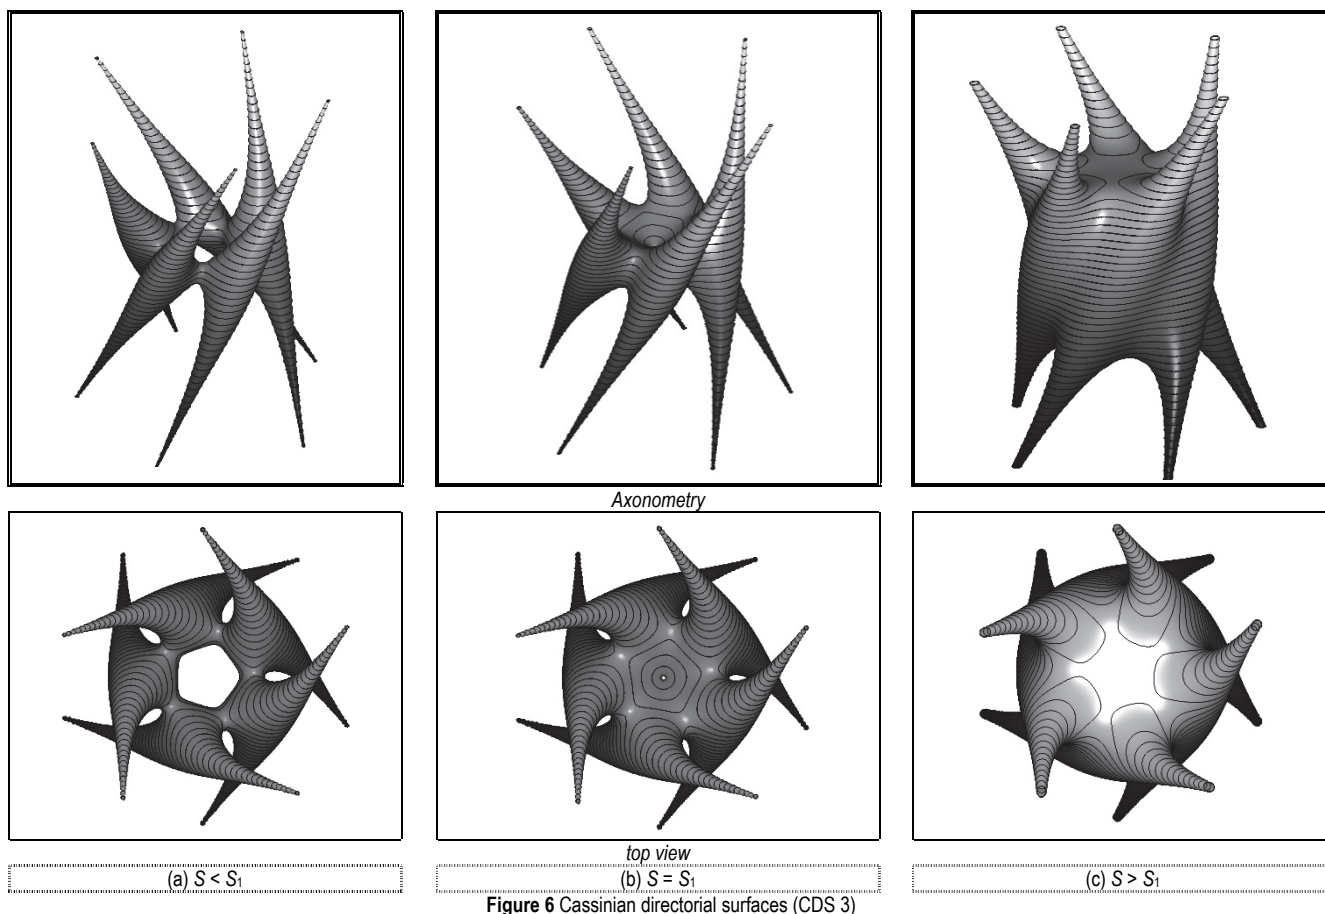 Axonometry
top view
(a) S < S₁
(b) S = S₁
(c) S > S₁
Figure 6 Cassinian directorial surfaces (CDS 3)